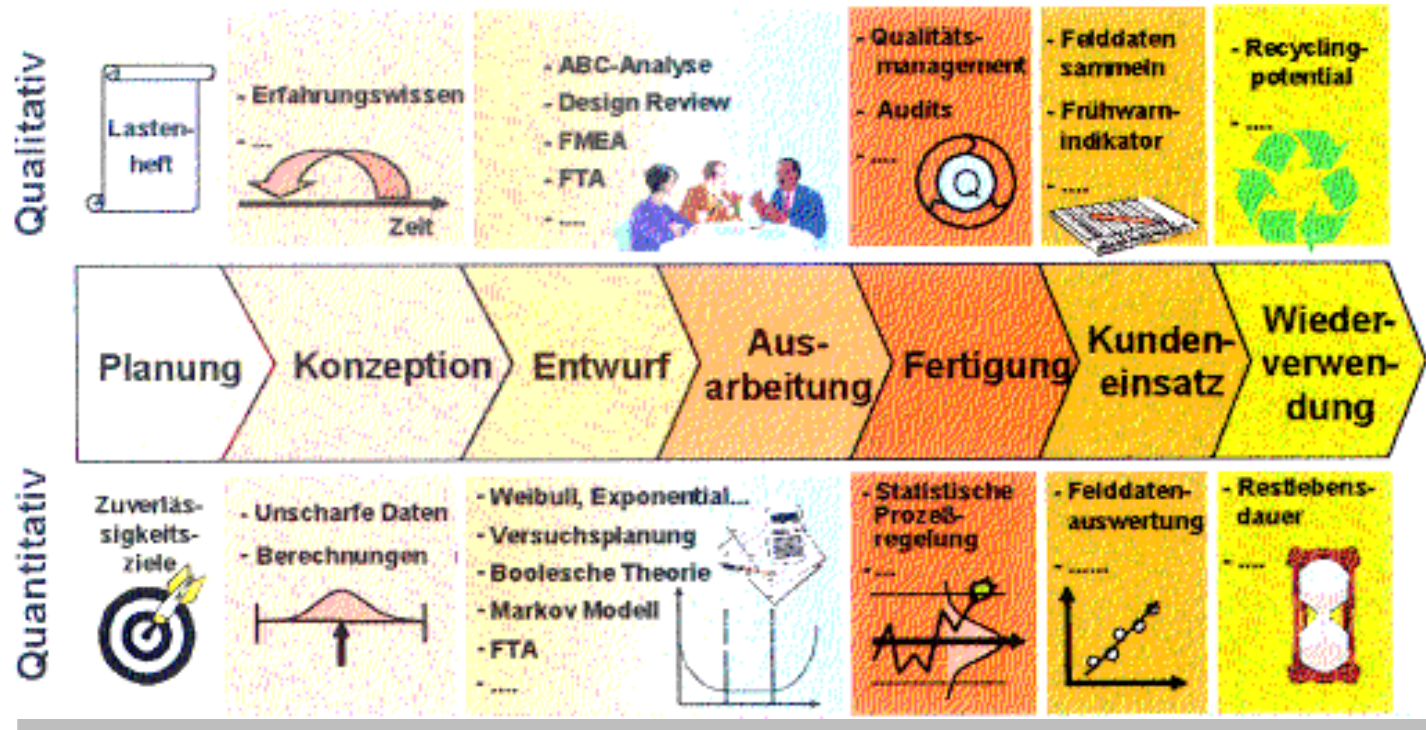 Qualitativ
Lasten-
heft
- Erfahrungswissen
- ...
Zeit
- ABC-Analyse
- Design Review
- FMEA
- FTA
- ....
- Qualitäts-
management
- Audits
- ....
Q
- Felddaten
sammeln
- Frühwarn-
indikator
- ....
- Recycling-
potential
- ....
Planung
Konzeption
Entwurf
Aus-
arbeitung
Fertigung
Kunden-
einsatz
Wieder-
verwen-
dung
Quantitativ
Zuverläs-
sigkeits-
ziele
- Unscharfe Daten
- Berechnungen
- Weibull, Exponential...
- Versuchsplanung
- Boolesche Theorie
- Markov Modell
- FTA
- ....
- Statistische
Prozeß-
regelung
- ...
- Felddaten-
auswertung
- ......
- Restlebens-
dauer
- ....